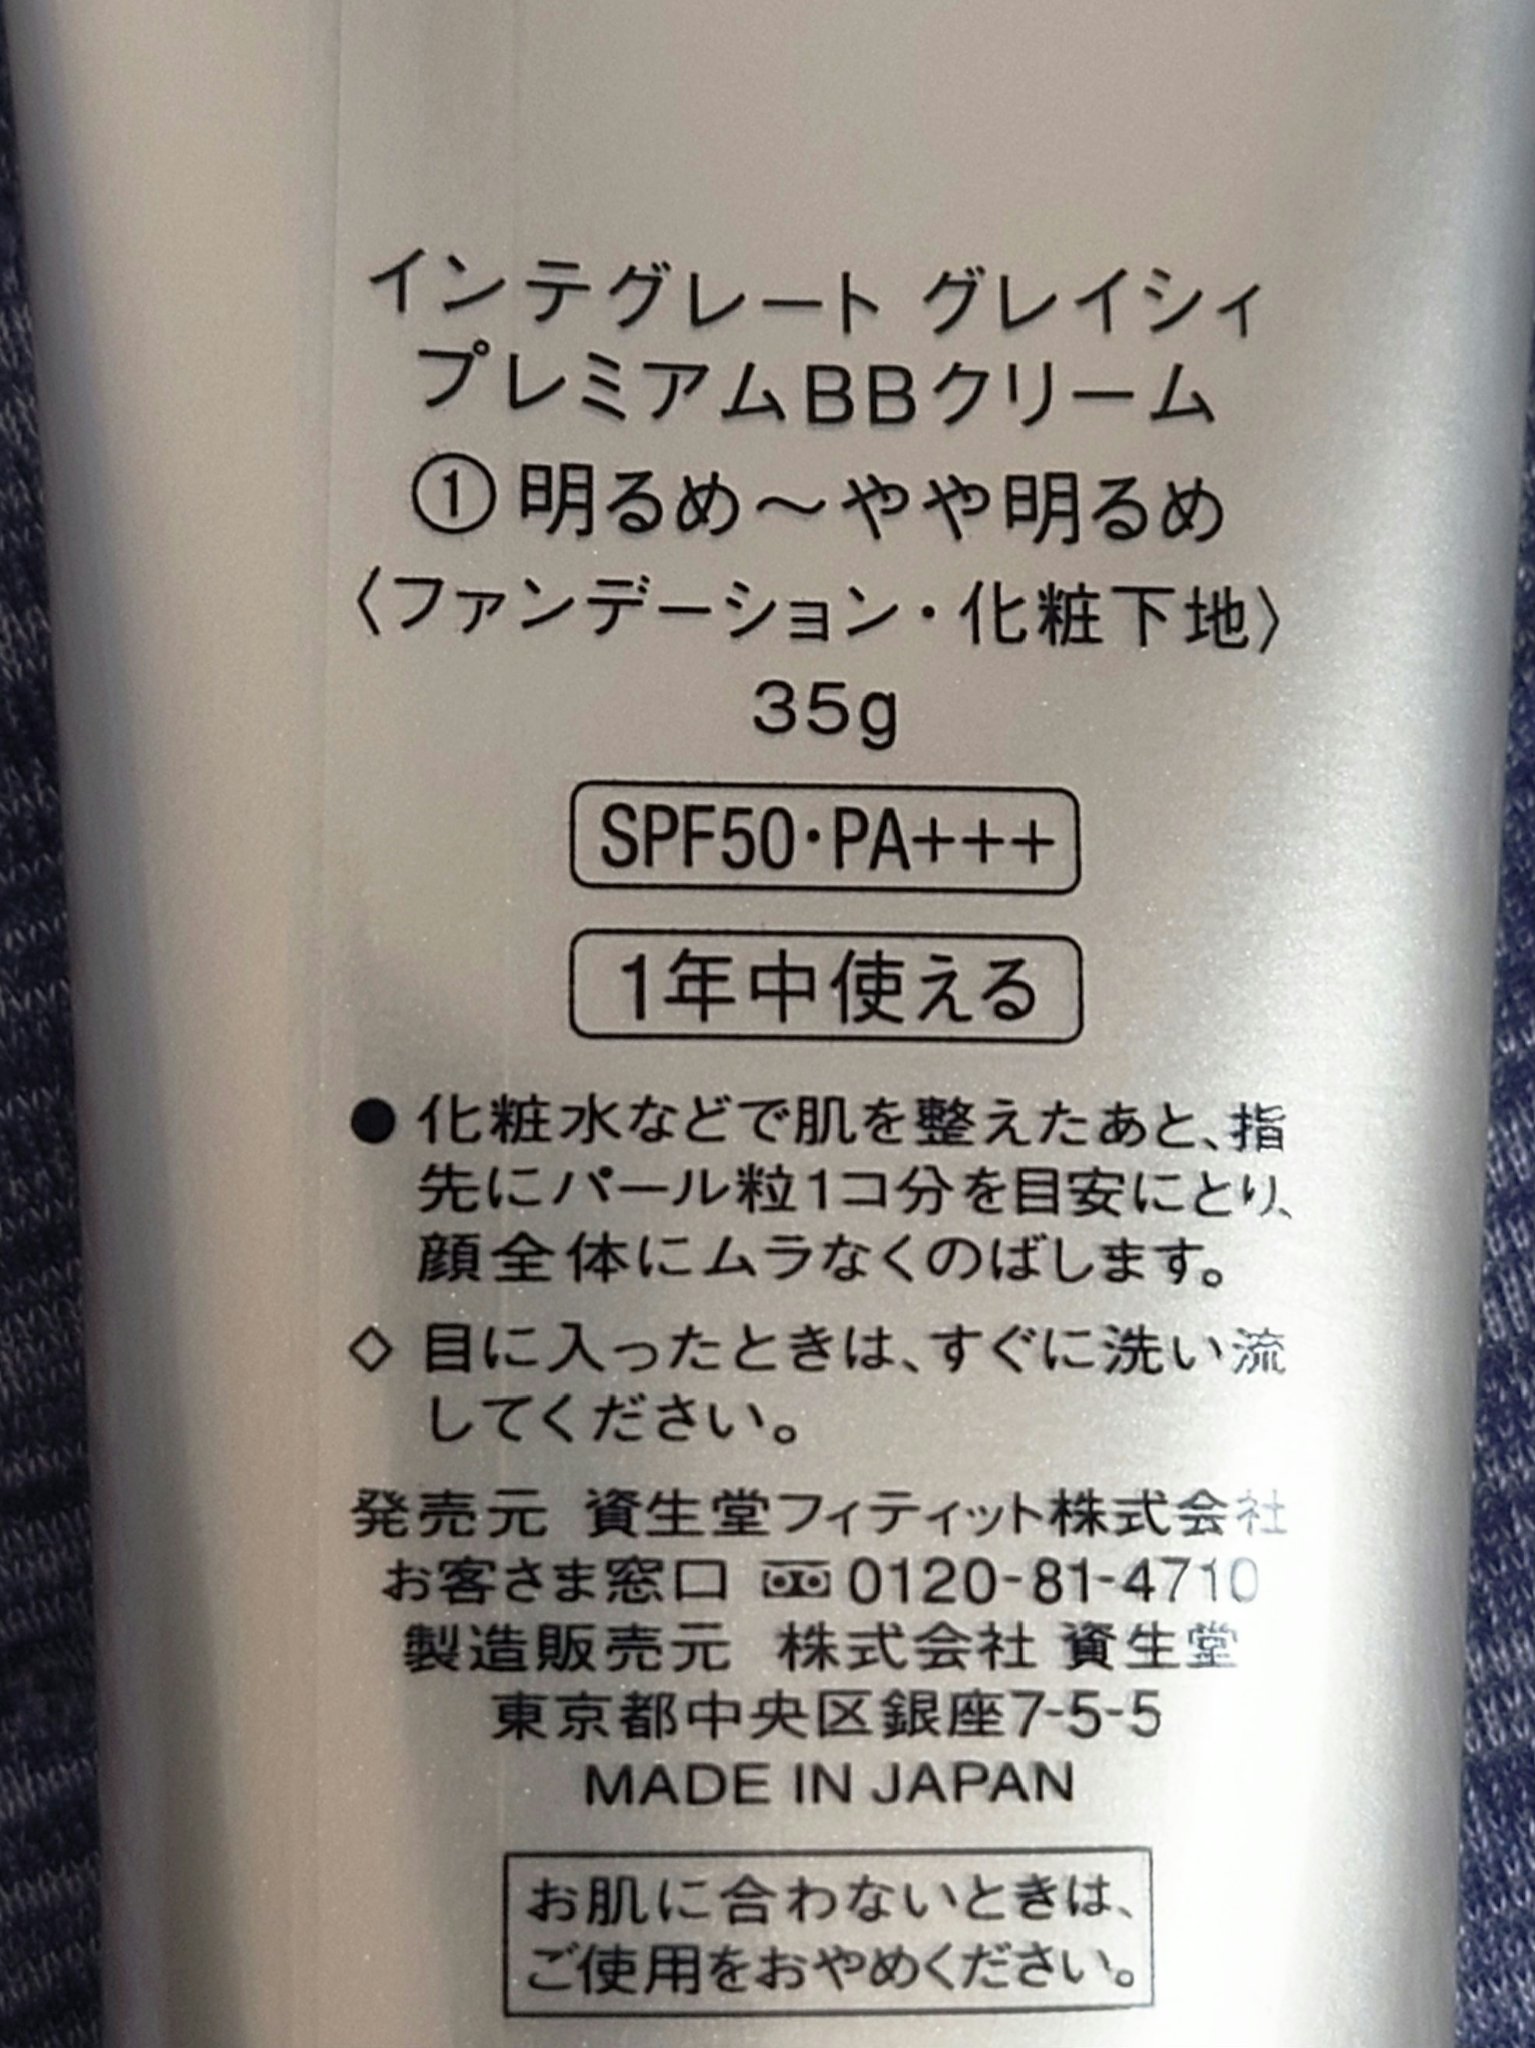 インテグレート グレイシィ
プレミアムBBクリーム
①明るめ～やや明るめ
〈ファンデーション・化粧下地〉
35g
SPF50・PA+++
1年中使える
● 化粧水などで肌を整えたあと、指
先にパール粒1コ分を目安にとり、
顔全体にムラなくのばします。
◇ 目に入ったときは、すぐに洗い流
してください。
発売元 資生堂フィティット株式会社
お客さま窓口 0120-81-4710
製造販売元 株式会社 資生堂
東京都中央区銀座7-5-5
MADE IN JAPAN
お肌に合わないときは、
ご使用をおやめください。